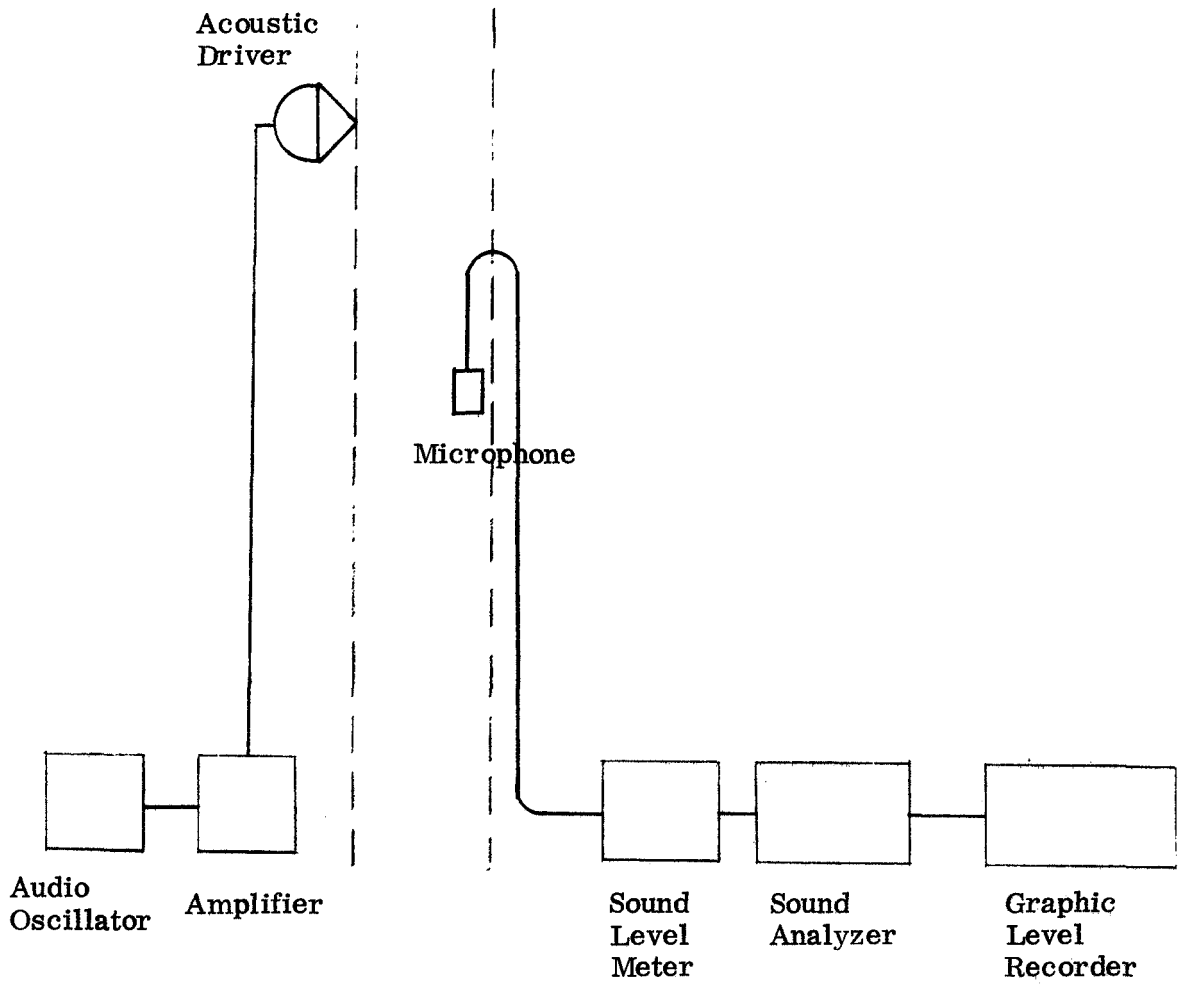 Acoustic
Driver
Microphone
Audio
Oscillator
Amplifier
Sound
Level
Meter
Sound
Analyzer
Graphic
Level
Recorder